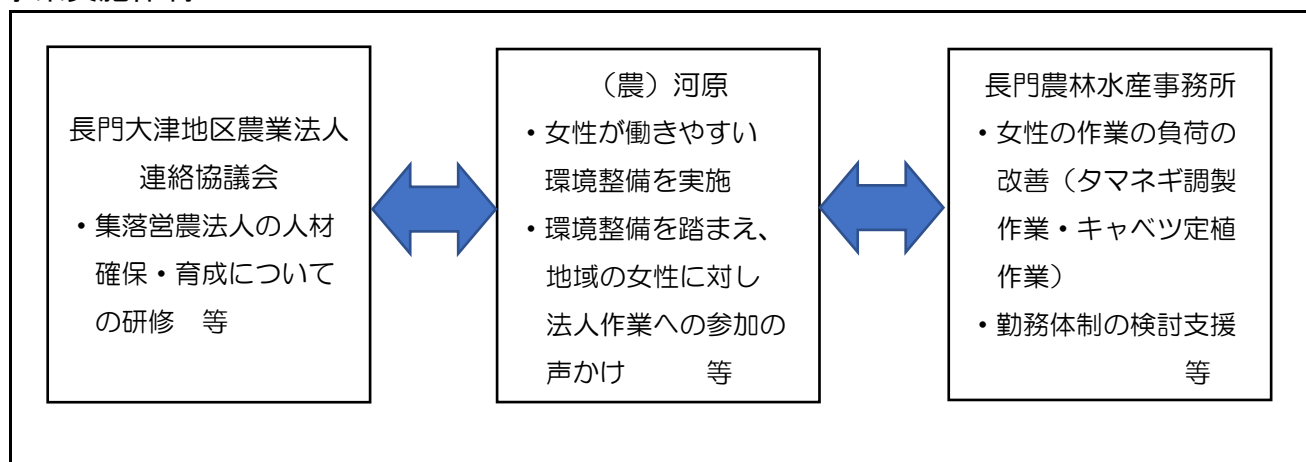 長門大津地区農業法人
連絡協議会
・集落営農法人の人材
確保・育成について
の研修　等
（農）河原
・女性が働きやすい
環境整備を実施
・環境整備を踏まえ、
地域の女性に対し
法人作業への参加の
声かけ　　等
長門農林水産事務所
・女性の作業の負荷の
改善（タマネギ調製
作業・キャベツ定植
作業）
・勤務体制の検討支援
等